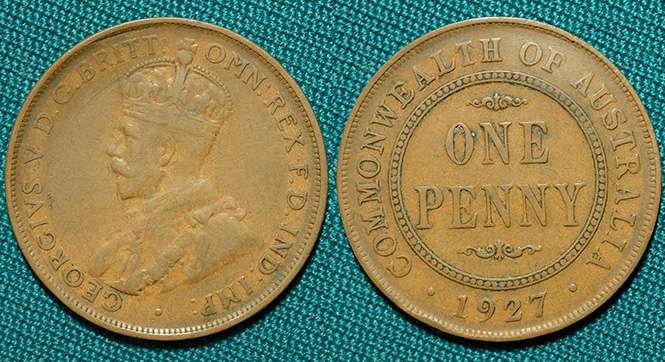 GEORGIVS V D.G.BRITT: OMN:REX F.D.IND:IMP:
COMMONWEALTH OF AUSTRALIA
ONE
PENNY
· 1927 ·